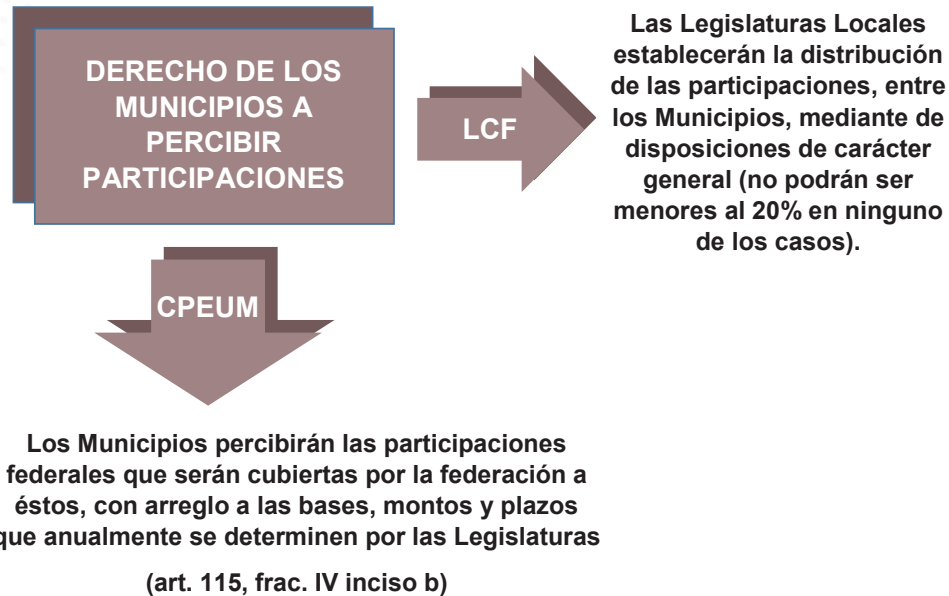 DERECHO DE LOS
MUNICIPIOS A
PERCIBIR
PARTICIPACIONES
LCF
Las Legislaturas Locales
establecerán la distribución
de las participaciones, entre
los Municipios, mediante de
disposiciones de carácter
general (no podrán ser
menores al 20% en ninguno
de los casos).
CPEUM
Los Municipios percibirán las participaciones
federales que serán cubiertas por la federación a
éstos, con arreglo a las bases, montos y plazos
que anualmente se determinen por las Legislaturas
(art. 115, frac. IV inciso b)